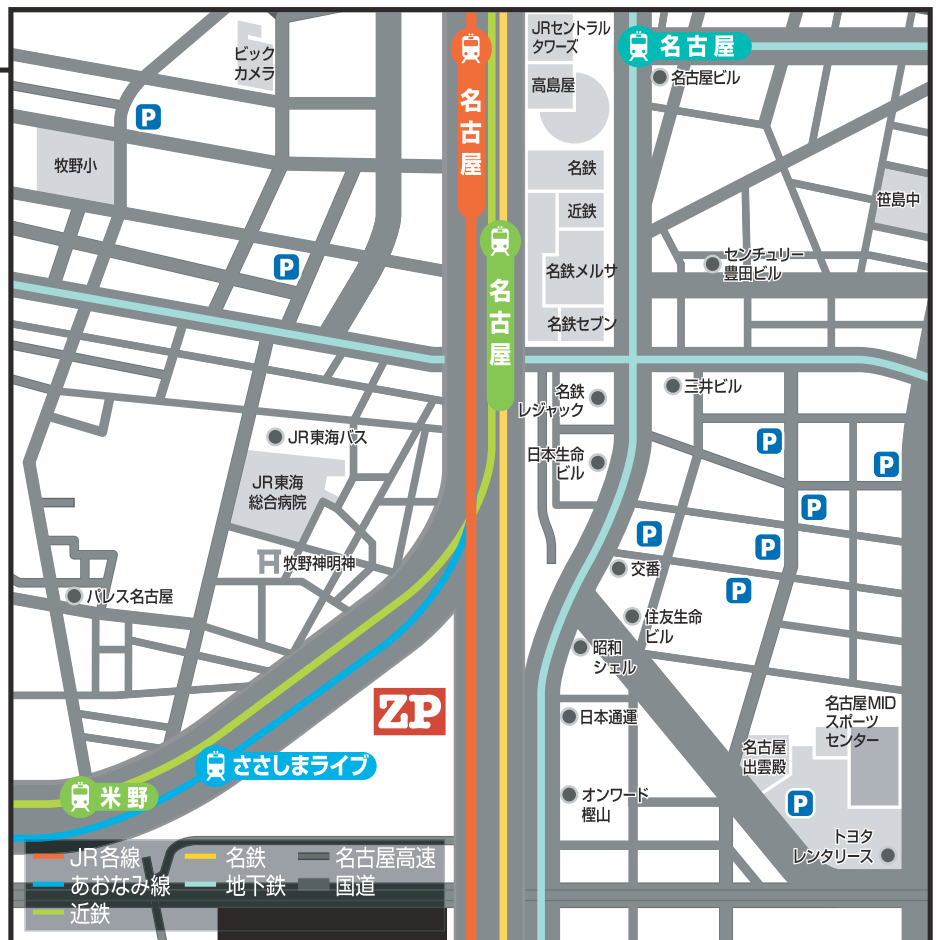 JRセントラル
タワーズ
名古屋
ビック
カメラ
名古屋ビル
高島屋
名古屋
P
牧野小
名鉄
笹島中
近鉄
センチュリー
豊田ビル
P
名鉄メルサ
名古屋
名鉄セブン
三井ビル
名鉄
レジャック
JR東海バス
P
日本生命
ビル
P
JR東海
総合病院
P
P
P
牧野神明神
交番
P
パレス名古屋
住友生命
ビル
昭和
シェル
ZP
日本通運
名古屋MID
スポーツ
センター
名古屋
出雲殿
ささしまライブ
米野
オンワード
樫山
P
トヨタ
レンタリース
JR各線
名鉄
名古屋高速
あおなみ線
地下鉄
国道
近鉄